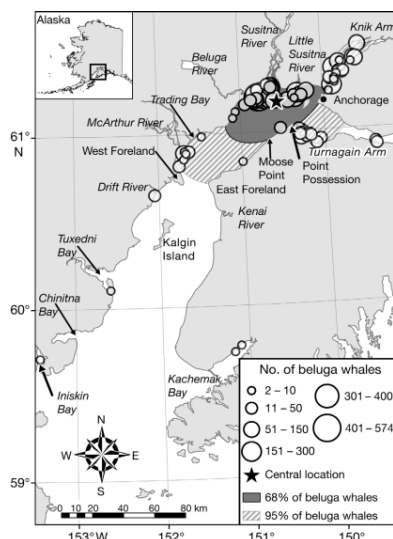 Alaska
Susitna
River
Knik Arm
Beluga
River
Little
Susitna
River
Trading Bay
Anchorage
McArthur River
61°
N
West Foreland
Turnagain Arm
Moose
Point
Point
Possession
East Foreland
Drift River
Kenai
River
Kalgin
Island
Tuxedni
Bay
60°
Chinitna
Bay
Kachemak
Bay
Iniskin
Bay
No. of beluga whales
2 – 10
11 – 50
51 – 150
151 – 300
301 – 400
401 – 574
Central location
68% of beluga whales
95% of beluga whales
N
W
E
S
59°
0 10 20 40 60 80
km
153°W
152°
151°
150°